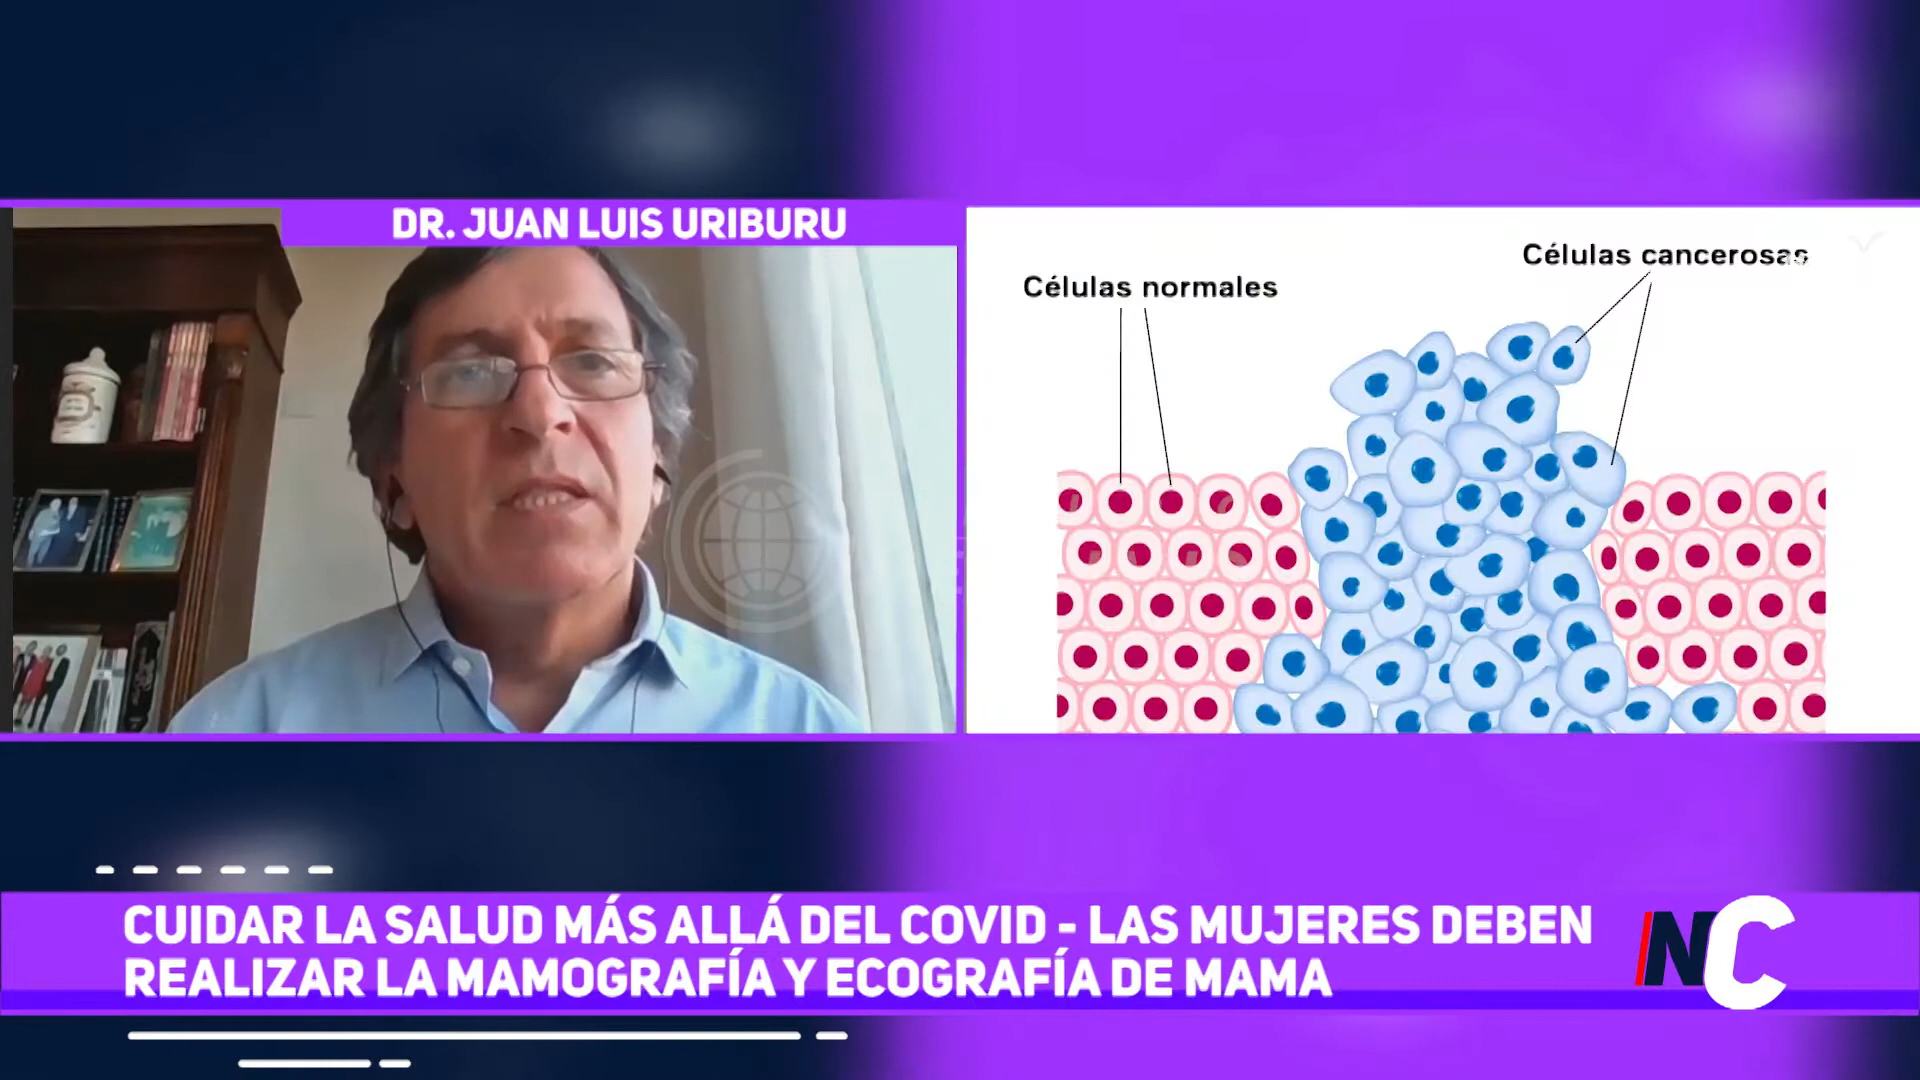 DR. JUAN LUIS URIBURU
Células normales
Células cancerosas
CUIDAR LA SALUD MÁS ALLÁ DEL COVID - LAS MUJERES DEBEN
REALIZAR LA MAMOGRAFÍA Y ECOGRAFÍA DE MAMA
NC